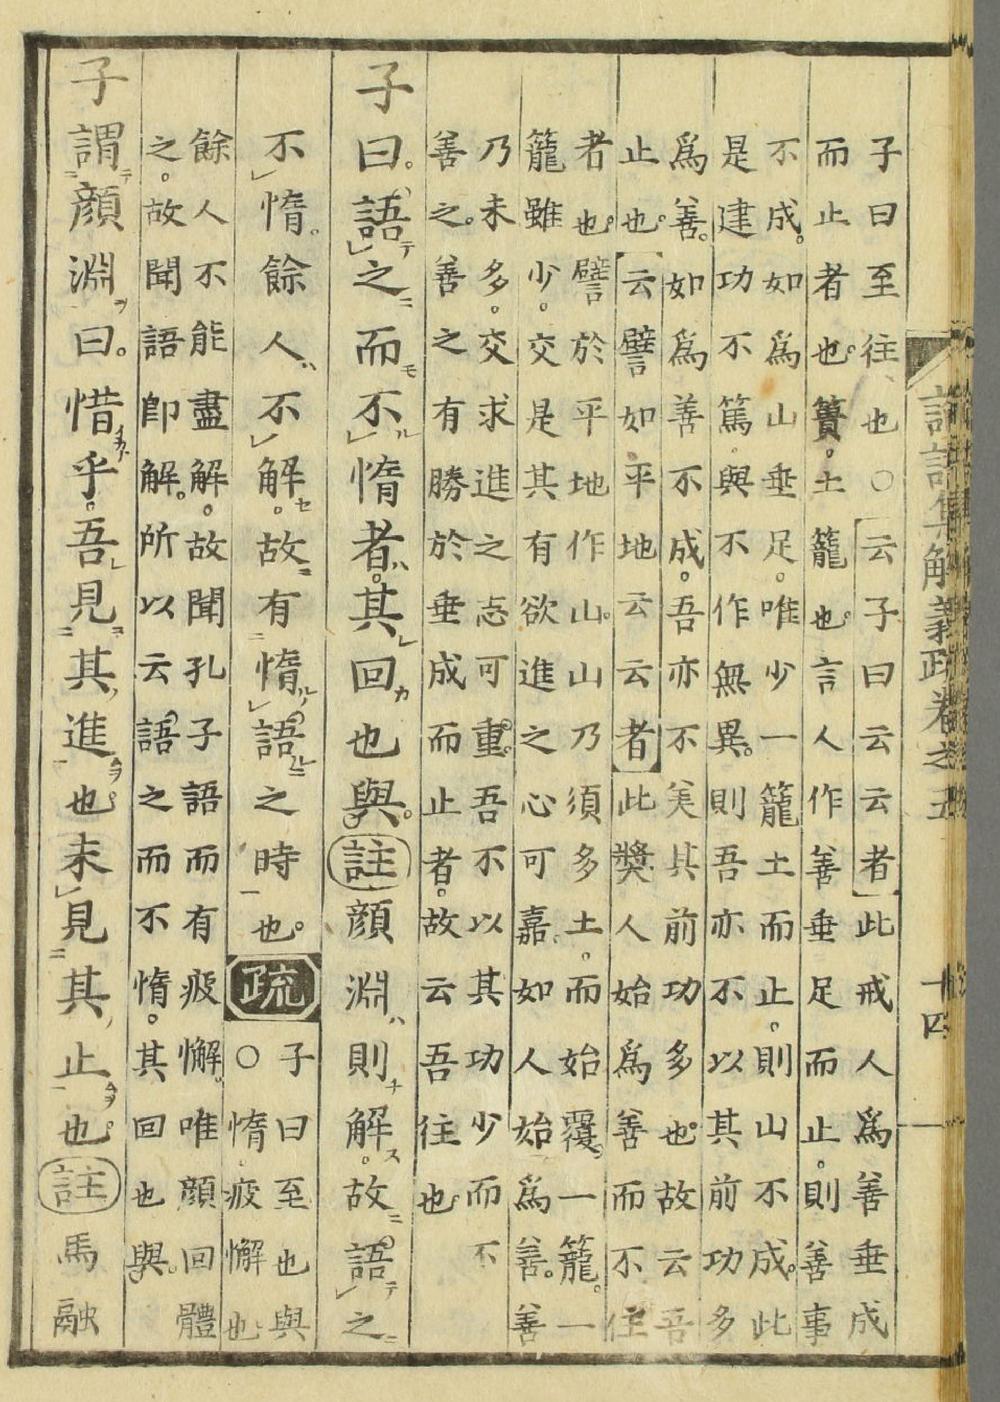 論語集解義疏卷之五 十四
子曰至往也○[云子曰云云者]此戒人爲善垂成
而止者也。簣。土籠也。言人作善垂足而止。則善事
不成。如爲山垂足。唯少一籠土而止。則山不成。此
是建功不篤。與不作無異。則吾亦不以其前功多
爲善。如爲善不成。吾亦不美其前功多也。故云吾
止也。[云譬如平地云云者]此奬人始爲善而不住
者也。譬於平地作山。山乃須多土。而始覆一籠。一
籠雖少。交是其有欲進之心可嘉。如人始爲善。善
乃未多。交求進之志可重。吾不以其功少而不
善之。善之有勝於垂成而止者。故云吾往也。
子曰。語之而不惰者。其回也與。註顏淵則解。故語之
不惰。餘人不解。故有惰語之時也。疏子曰至也與
○惰疲懈也
餘人不能盡解。故聞孔子語而有疲懈。唯顔回體
之。故聞語即解。所以云語之而不惰。其回也與。
子謂顏淵曰。惜乎。吾見其進也。未見其止也。註馬融